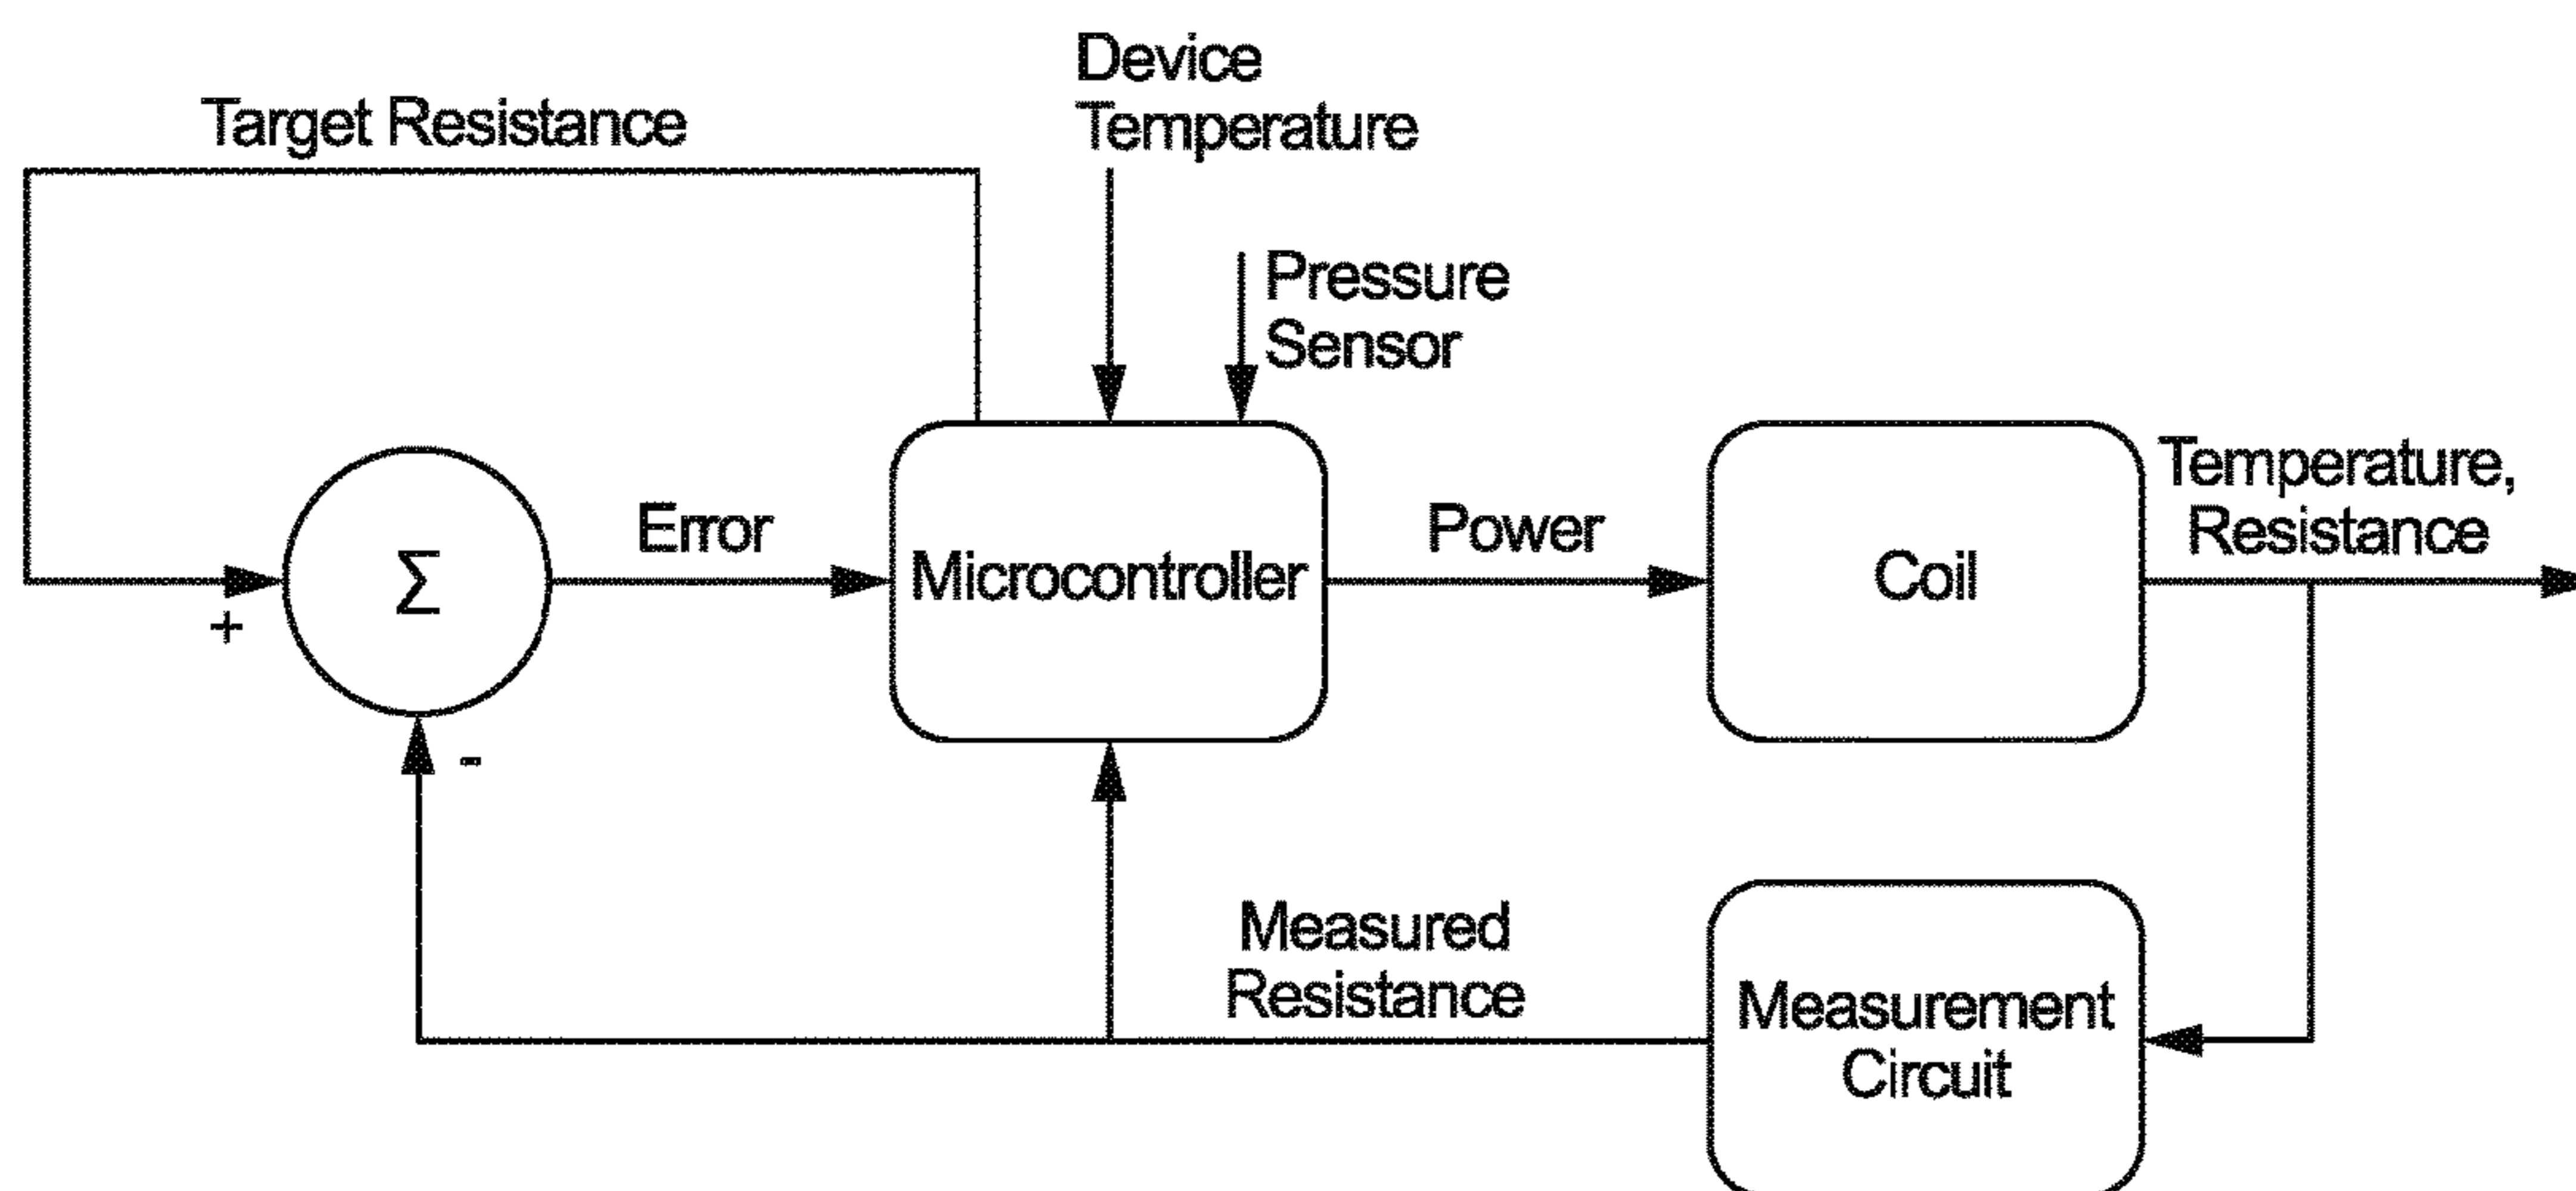 Device
Temperature
Target Resistance
Pressure
Sensor
Temperature,
Resistance
Error
Power
Σ
Microcontroller
Coil
+
-
Measured
Resistance
Measurement
Circuit